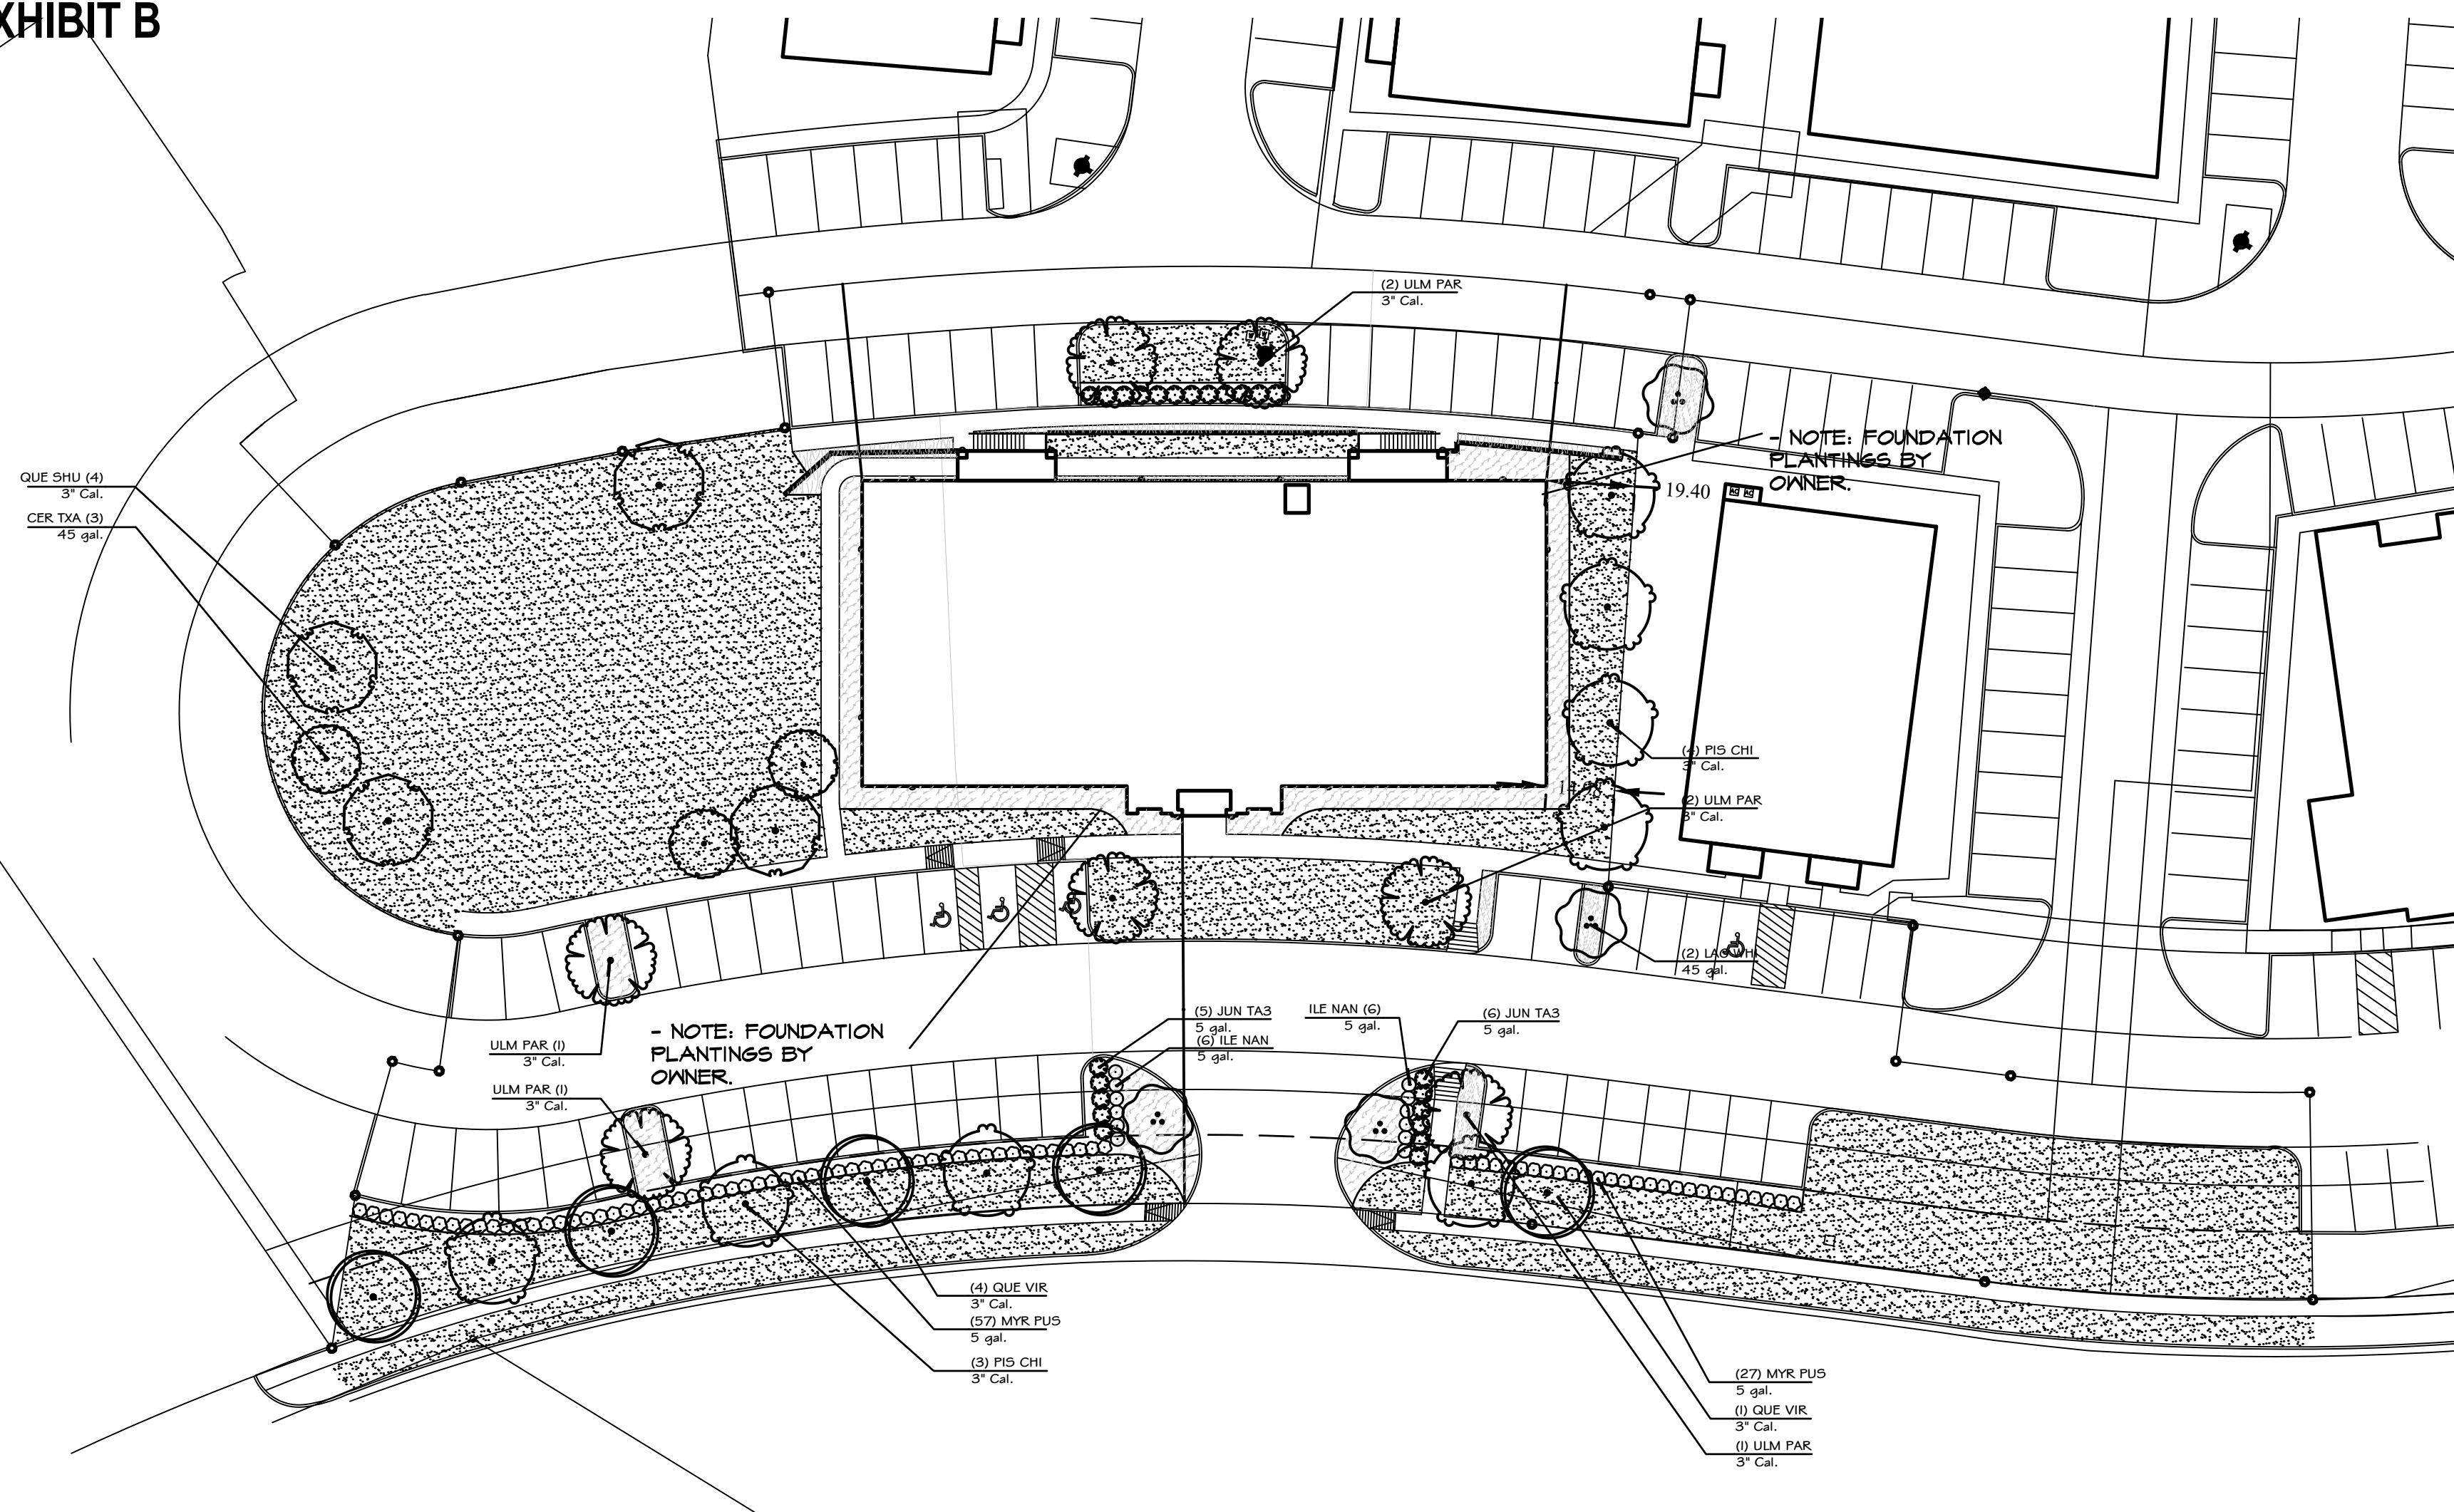 XHIBIT B
(2) ULM PAR
3" Cal.
- NOTE: FOUNDATION
PLANTINGS BY
OWNER.
QUE SHU (4)
3" Cal.
CER TXA (3)
45 gal.
19.40
AC AC
(4) PIS CHI
3" Cal.
(2) ULM PAR
3" Cal.
(2) LAG WHI
45 gal.
(5) JUN TA3
5 gal.
(6) ILE NAN
5 gal.
ILE NAN (6)
5 gal.
(6) JUN TA3
5 gal.
- NOTE: FOUNDATION
PLANTINGS BY
OWNER.
ULM PAR (1)
3" Cal.
ULM PAR (1)
3" Cal.
(4) QUE VIR
3" Cal.
(57) MYR PUS
5 gal.
(3) PIS CHI
3" Cal.
(27) MYR PUS
5 gal.
(1) QUE VIR
3" Cal.
(1) ULM PAR
3" Cal.